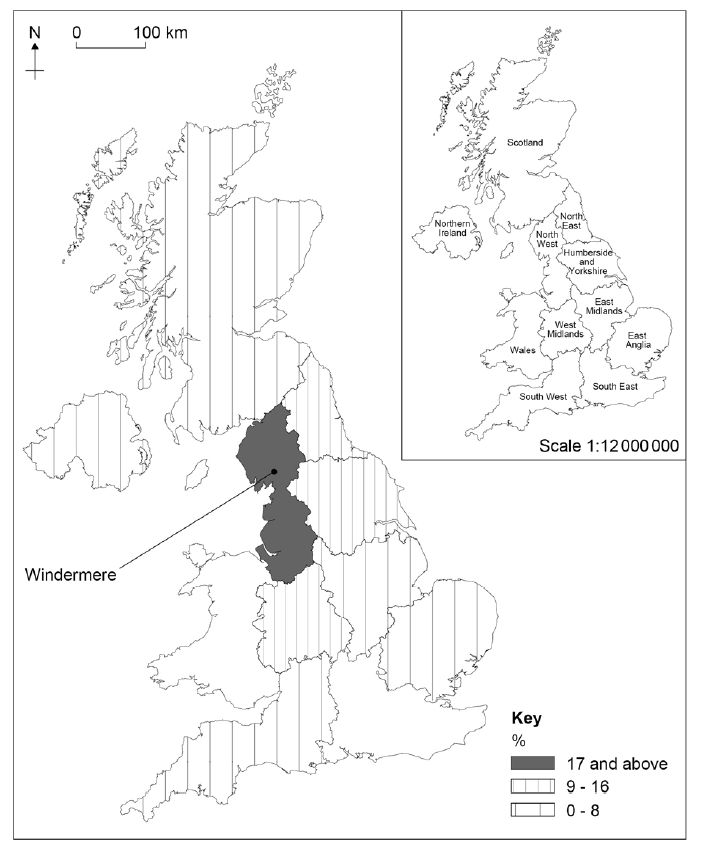 N
0 100 km
Scotland
Northern
Ireland
North
East
North
West
Humberside
and
Yorkshire
East
Midlands
West
Midlands
East
Anglia
Wales
South East
South West
Scale 1:12 000 000
Windermere
Key
%
17 and above
9 - 16
0 - 8